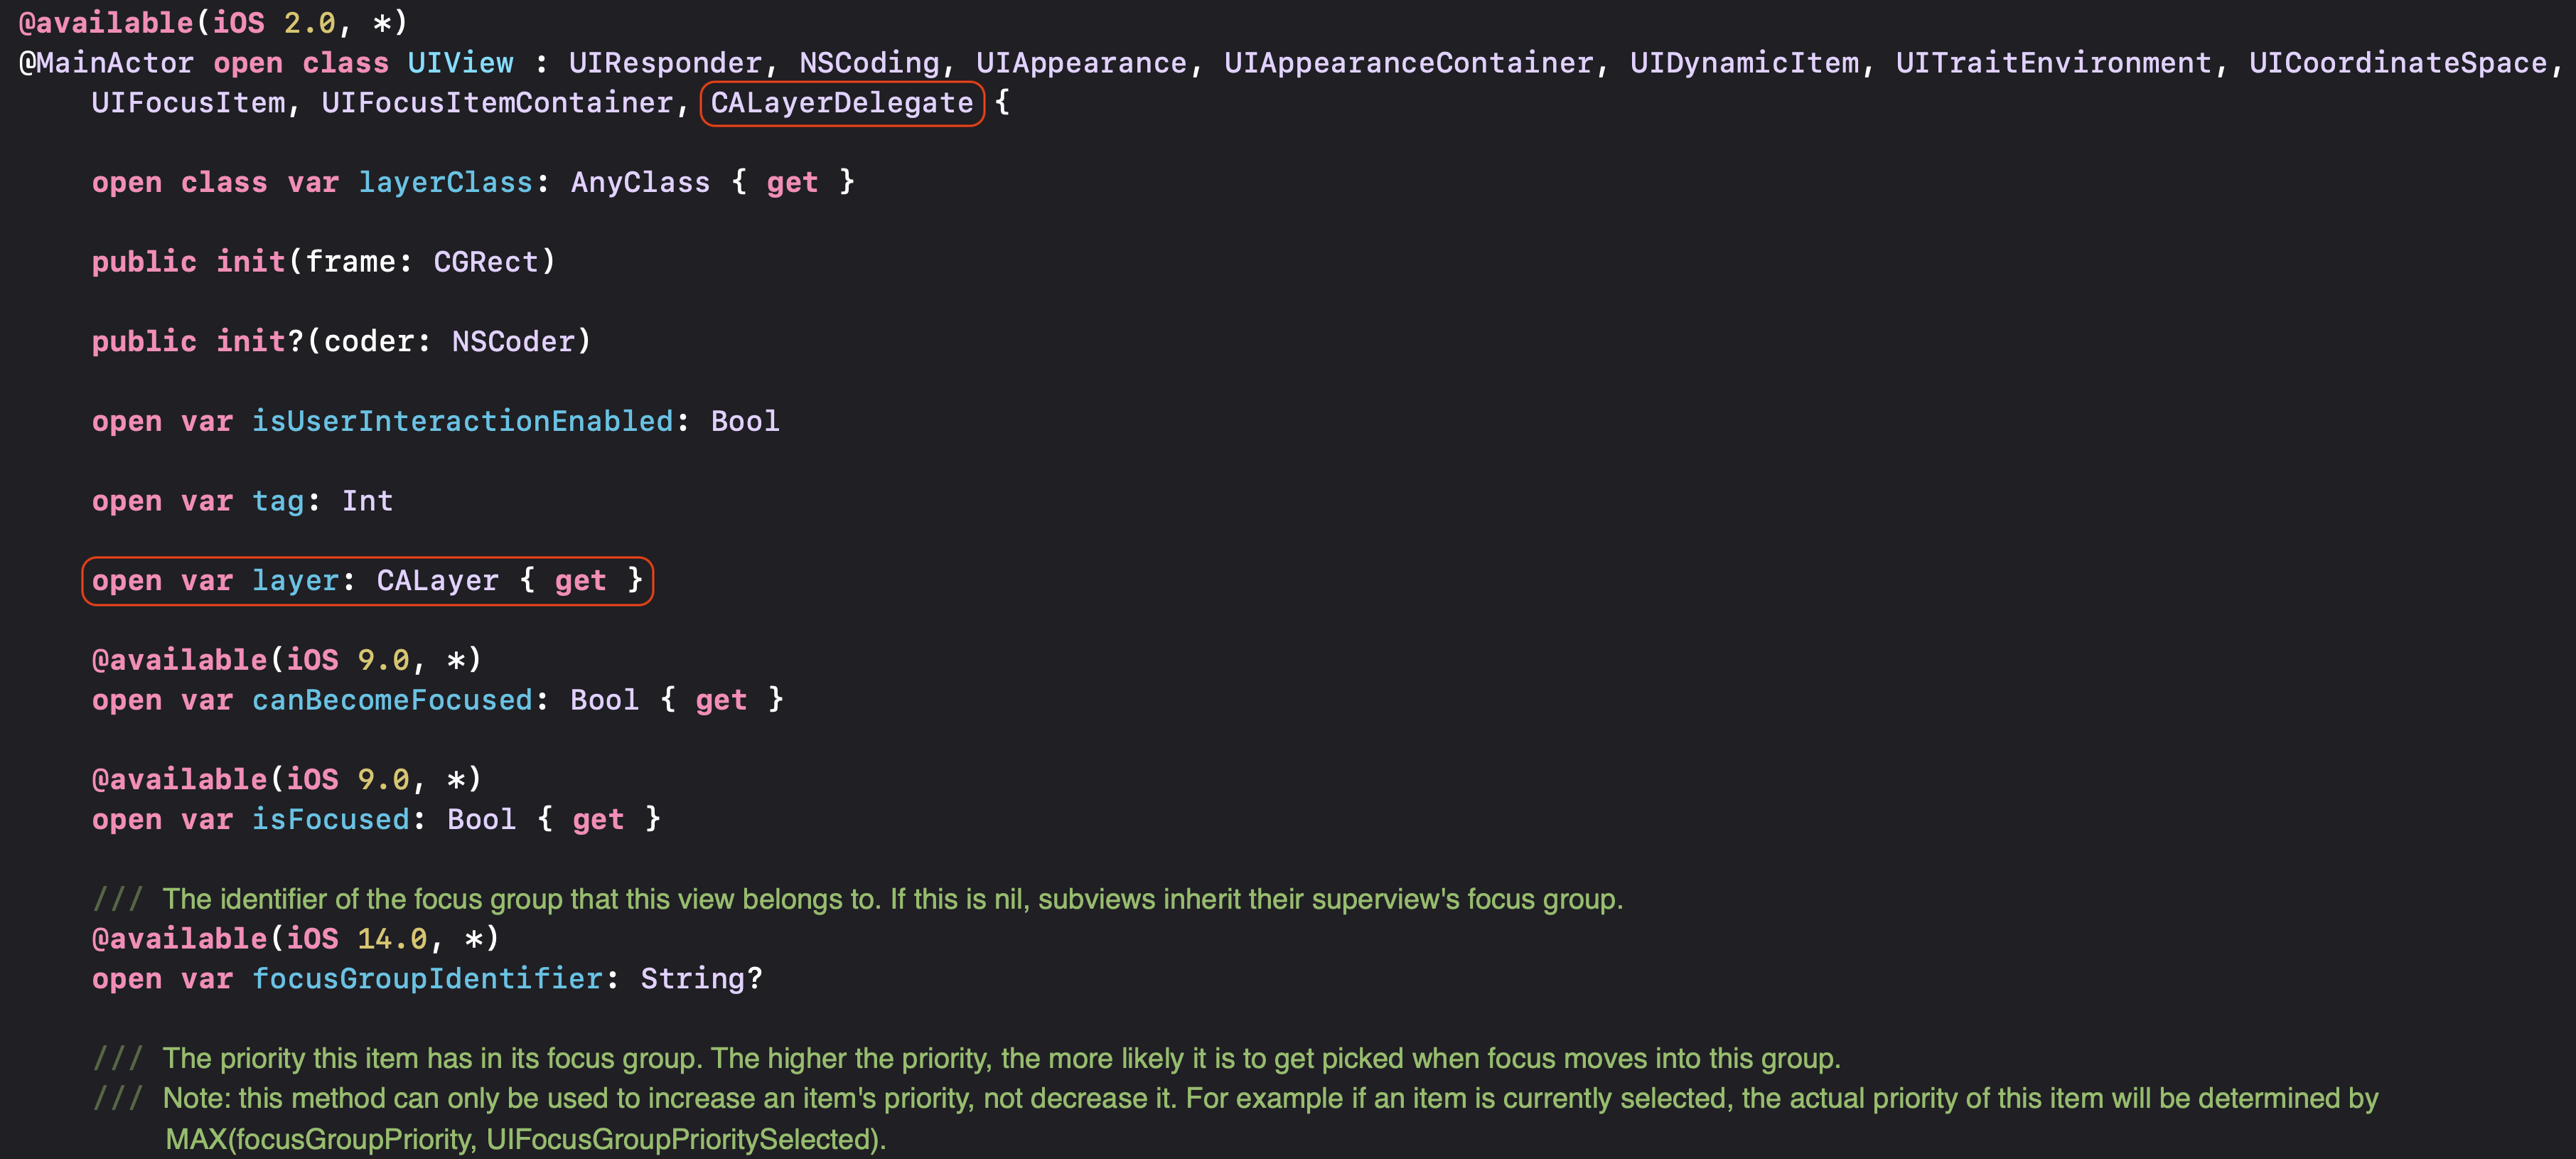 @available(iOS 2.0, *)
@MainActor open class UIView : UIResponder, NSCoding, UIAppearance, UIAppearanceContainer, UIDynamicItem, UITraitEnvironment, UICoordinateSpace,
UIFocusItem, UIFocusItemContainer, CALayerDelegate {
open class var layerClass: AnyClass { get }
public init(frame: CGRect)
public init?(coder: NSCoder)
open var isUserInteractionEnabled: Bool
open var tag: Int
open var layer: CALayer { get }
@available(iOS 9.0, *)
open var canBecomeFocused: Bool { get }
@available(iOS 9.0, *)
open var isFocused: Bool { get }
/// The identifier of the focus group that this view belongs to. If this is nil, subviews inherit their superview's focus group.
@available(iOS 14.0, *)
open var focusGroupIdentifier: String?
/// The priority this item has in its focus group. The higher the priority, the more likely it is to get picked when focus moves into this group.
/// Note: this method can only be used to increase an item's priority, not decrease it. For example if an item is currently selected, the actual priority of this item will be determined by
MAX(focusGroupPriority, UIFocusGroupPrioritySelected).